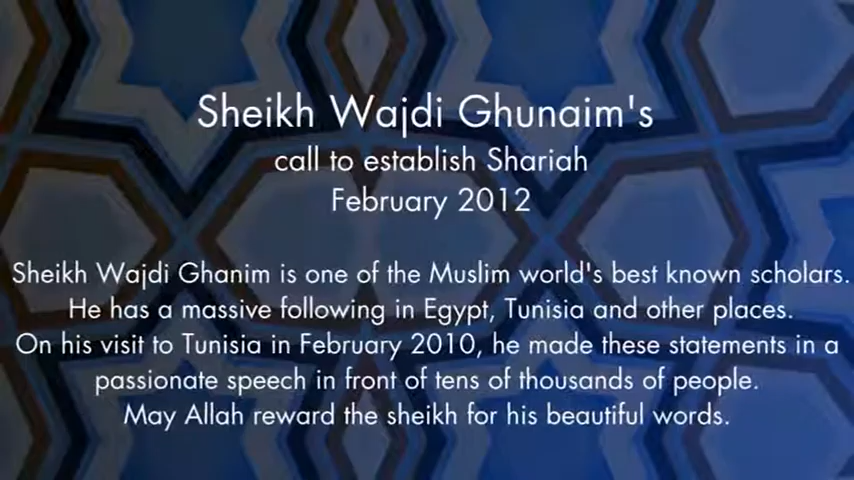 Sheikh Wajdi Ghunaim's
call to establish Shariah
February 2012
Sheikh Wajdi Ghanim is one of the Muslim world's best known scholars.
He has a massive following in Egypt, Tunisia and other places.
On his visit to Tunisia in February 2010, he made these statements in a
passionate speech in front of tens of thousands of people.
May Allah reward the sheikh for his beautiful words.